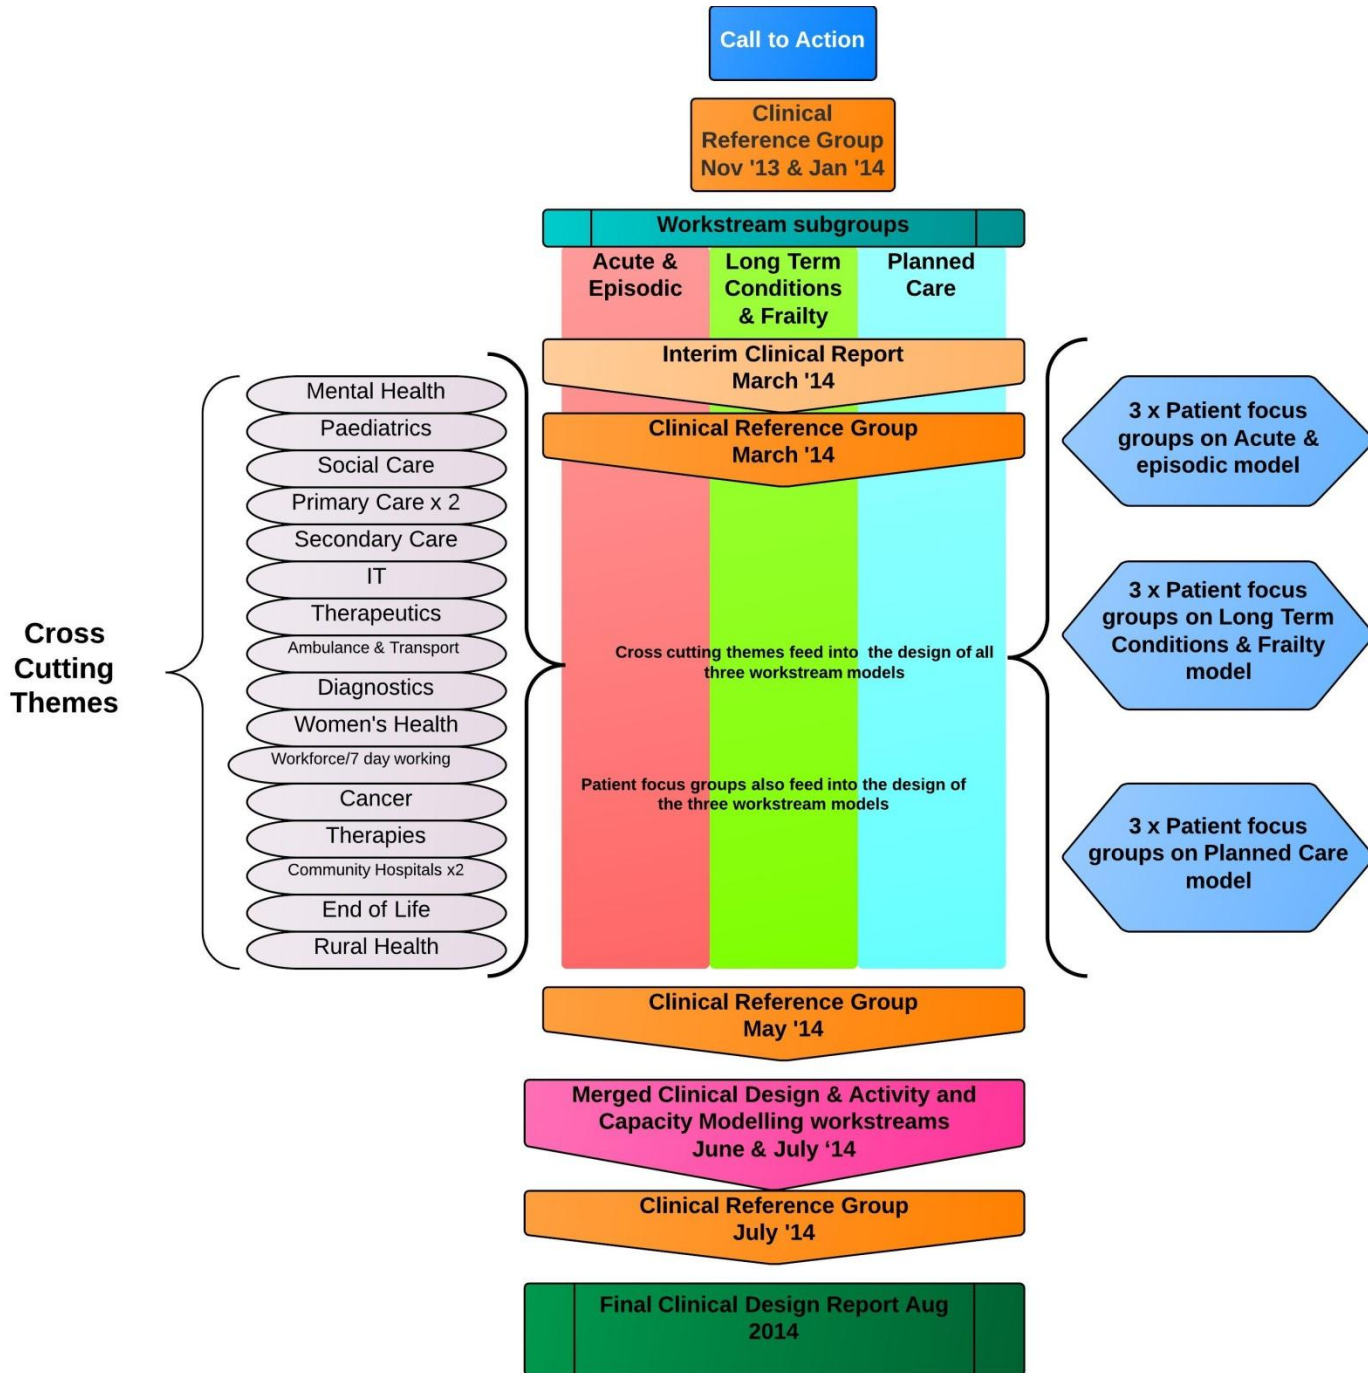 Call to Action
Clinical
Reference Group
Nov '13 & Jan '14
Workstream subgroups
Acute &
Episodic
Long Term
Conditions
& Frailty
Planned
Care
Interim Clinical Report
March '14
Clinical Reference Group
March '14
Cross
Cutting
Themes
Mental Health
Paediatrics
Social Care
Primary Care x 2
Secondary Care
IT
Therapeutics
Ambulance & Transport
Diagnostics
Women's Health
Workforce/7 day working
Cancer
Therapies
Community Hospitals x2
End of Life
Rural Health
Cross cutting themes feed into the design of all
three workstream models
Patient focus groups also feed into the design of
the three workstream models
3 x Patient focus
groups on Acute &
episodic model
3 x Patient focus
groups on Long Term
Conditions & Frailty
model
3 x Patient focus
groups on Planned Care
model
Clinical Reference Group
May '14
Merged Clinical Design & Activity and
Capacity Modelling workstreams
June & July ‘14
Clinical Reference Group
July '14
Final Clinical Design Report Aug
2014